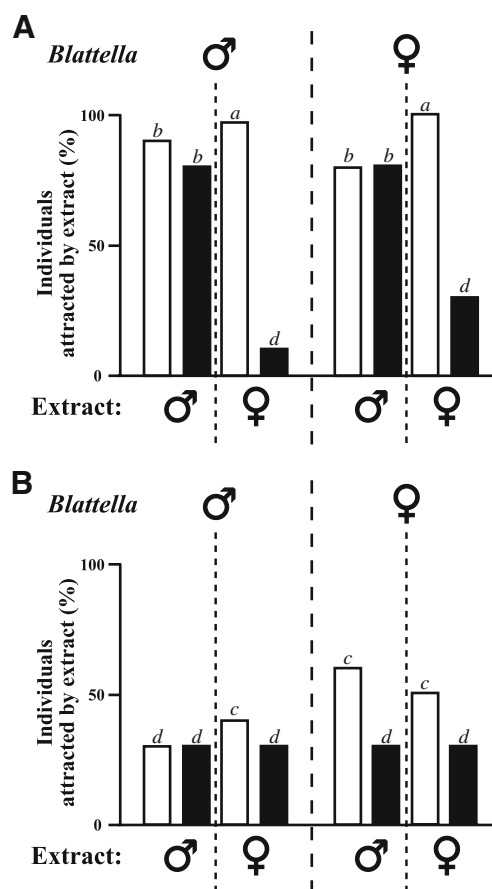 A
Blattella ♂ ♀
Individuals
attracted by extract (%)
100
50
0
b b a d b b a d
Extract: ♂ ♀ ♂ ♀
B
Blattella ♂ ♀
Individuals
attracted by extract (%)
100
50
0
d d c d c d c d
Extract: ♂ ♀ ♂ ♀